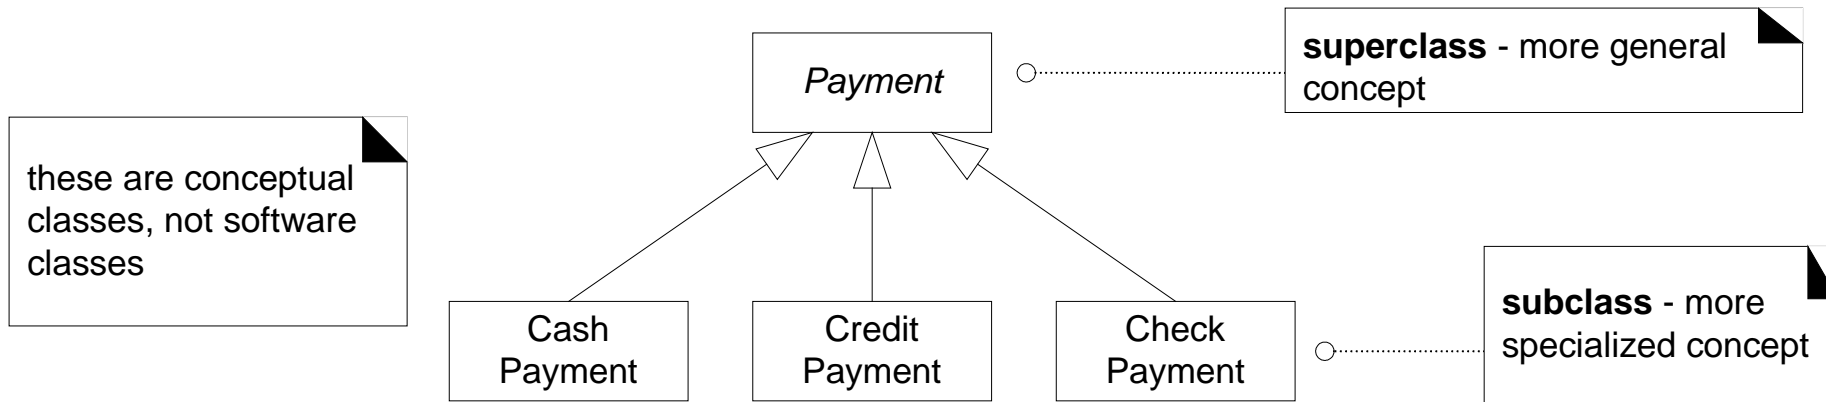 superclass - more general
concept
Payment
these are conceptual
classes, not software
classes
Cash
Payment
Credit
Payment
Check
Payment
subclass - more
specialized concept